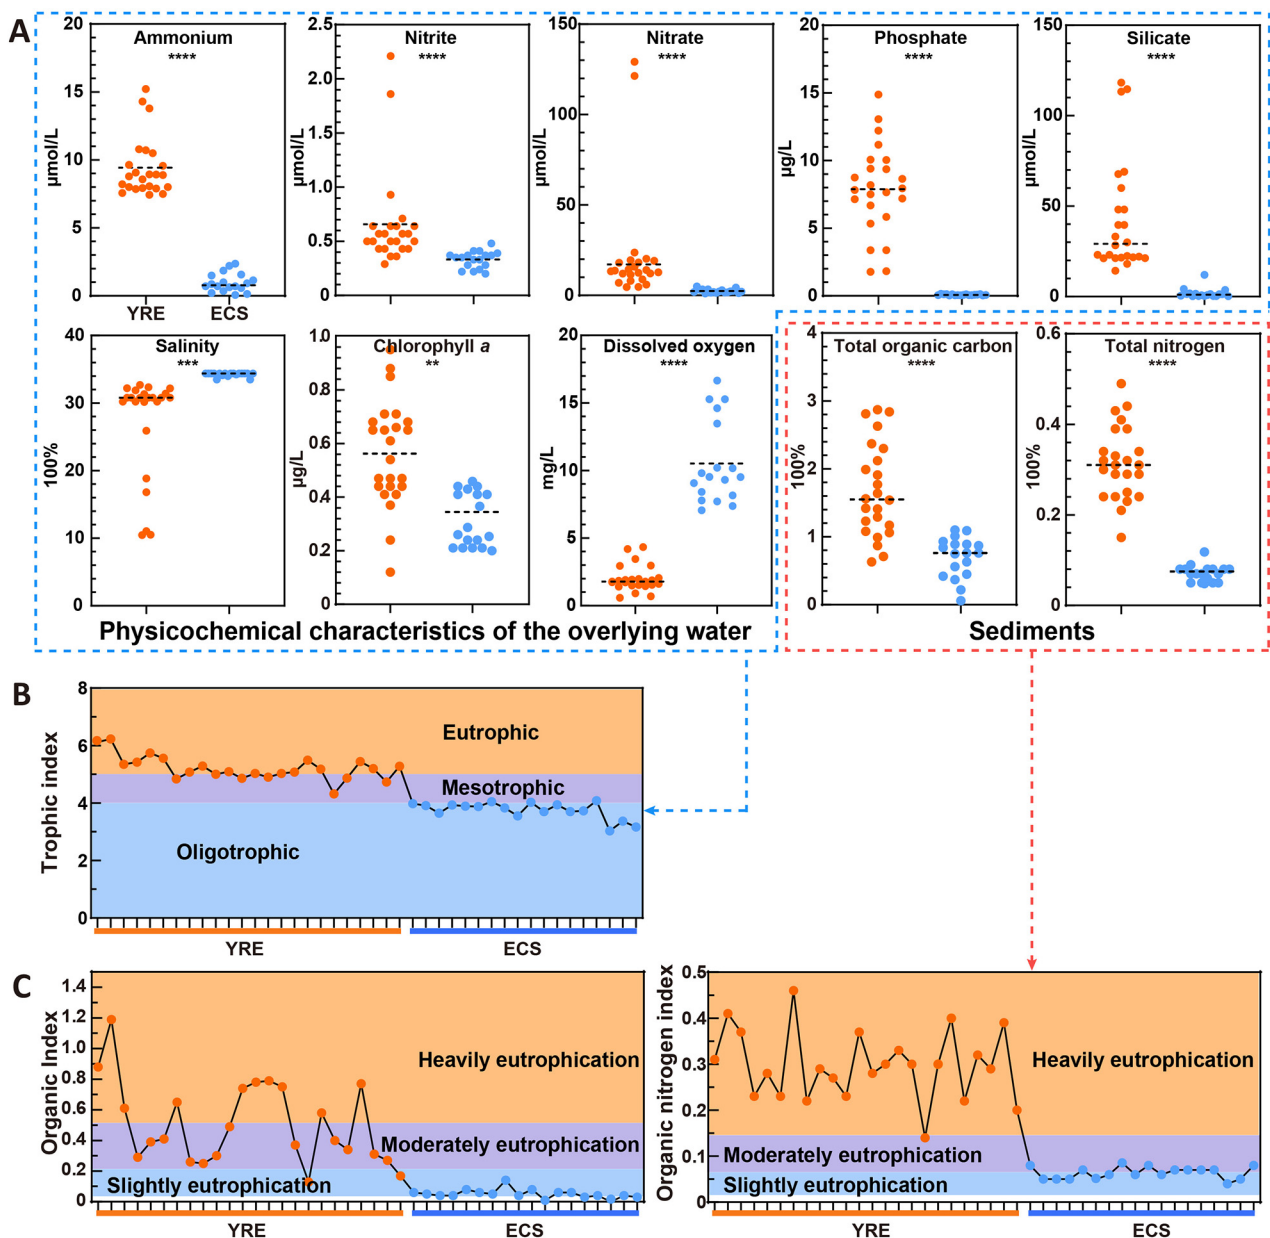 A
Ammonium
****
µmol/L
20
15
10
5
0
YRE
ECS
Nitrite
****
µmol/L
2.5
2.0
1.5
1.0
0.5
0.0
Nitrate
****
µmol/L
150
100
50
0
Phosphate
****
µg/L
20
15
10
5
0
Silicate
****
µmol/L
150
100
50
0
Salinity
***
100%
40
30
20
10
0
Chlorophyll a
**
µg/L
1.0
0.8
0.6
0.4
0.2
0
Dissolved oxygen
****
mg/L
20
15
10
5
0
Total organic carbon
****
100%
4
3
2
1
0
Total nitrogen
****
100%
0.6
0.4
0.2
0
Physicochemical characteristics of the overlying water
Sediments
B
Trophic index
8
6
4
2
0
Eutrophic
Mesotrophic
Oligotrophic
YRE
ECS
C
Organic Index
1.4
1.2
1.0
0.8
0.6
0.4
0.2
0
Heavily eutrophication
Moderately eutrophication
Slightly eutrophication
YRE
ECS
Organic nitrogen index
0.5
0.4
0.3
0.2
0.1
0
Heavily eutrophication
Moderately eutrophication
Slightly eutrophication
YRE
ECS